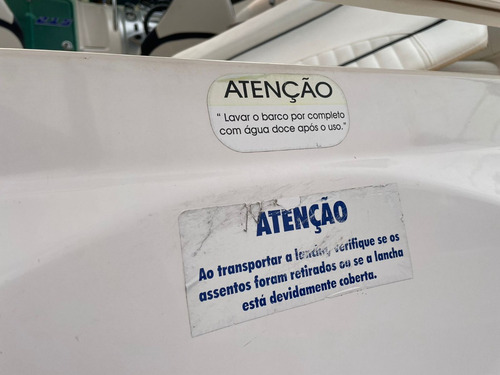 ATENÇÃO
“ Lavar o barco por completo
com água doce após o uso.”
ATENÇÃO
Ao transportar a lancha, verifique se os
assentos foram retirados ou se a lancha
está devidamente coberta.